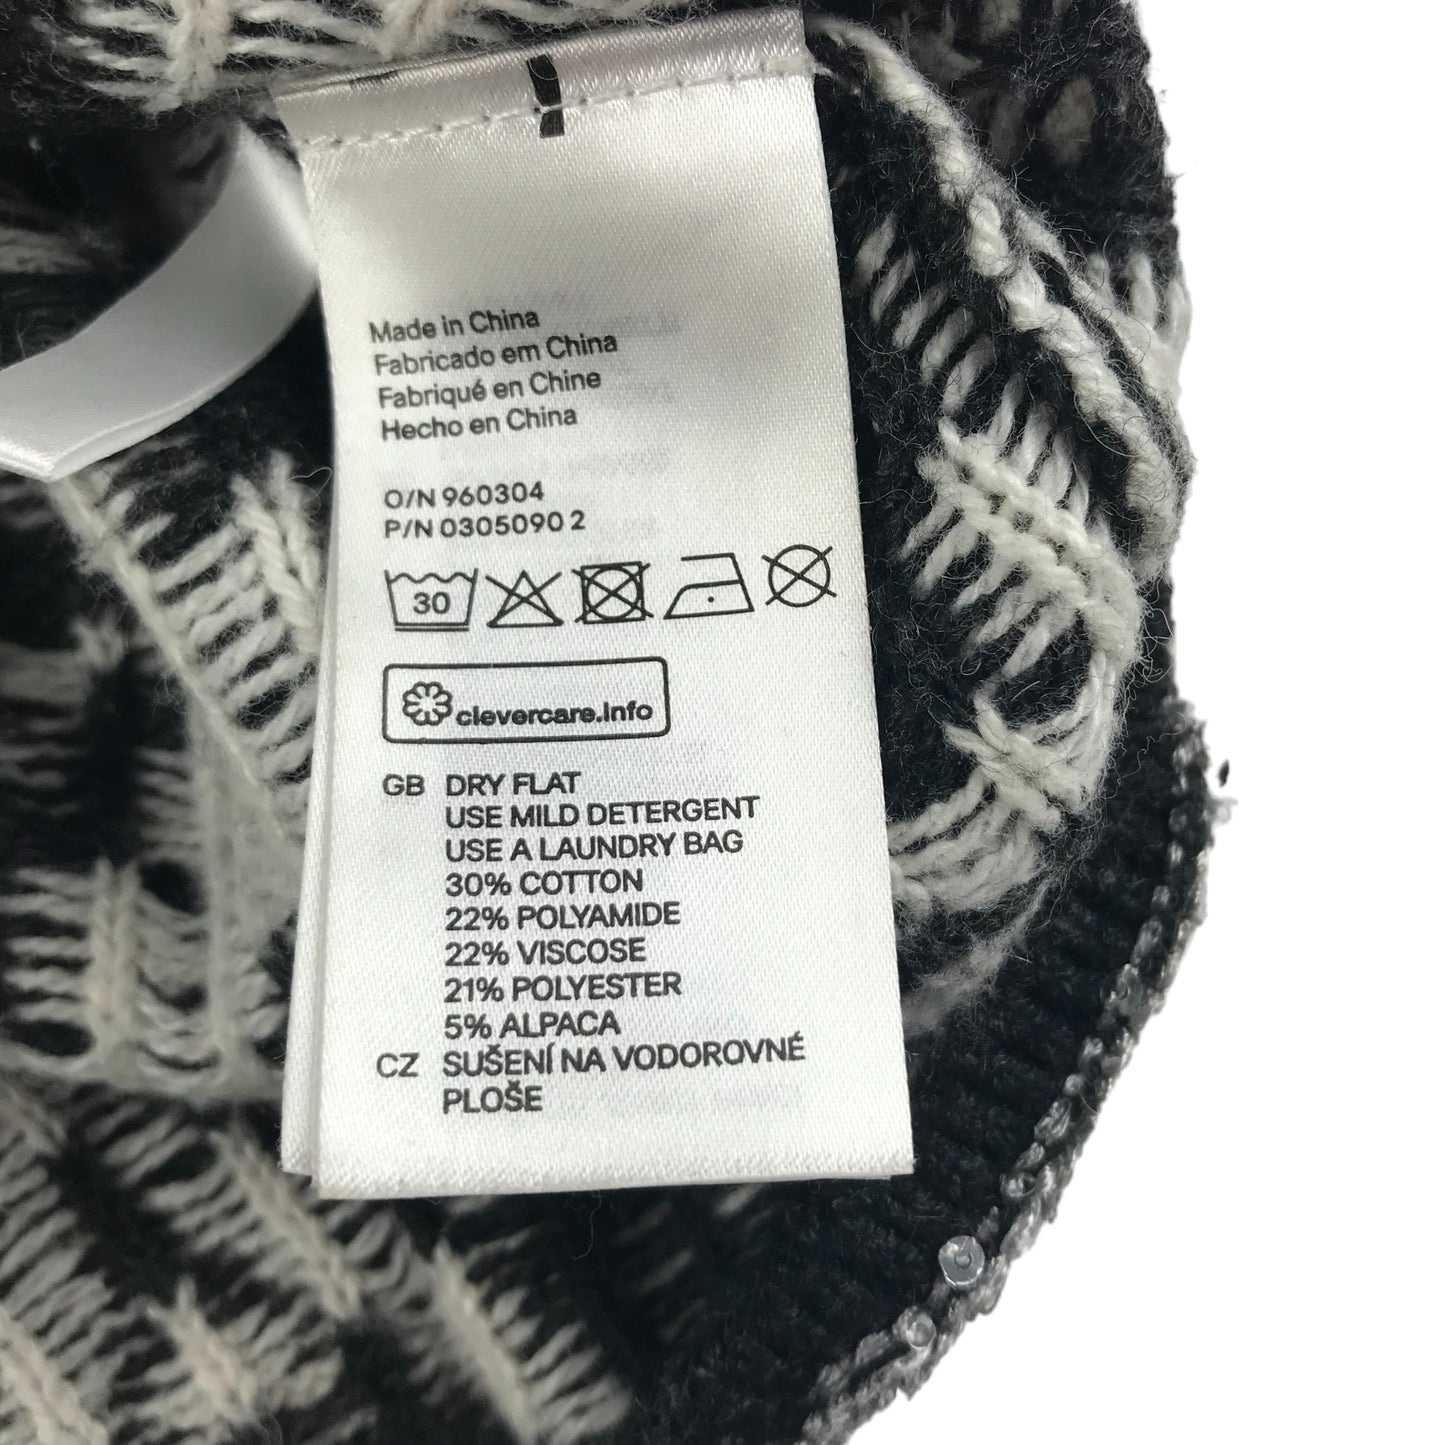 Made in China
Fabricado em China
Fabriqué en Chine
Hecho en China
O/N 960304
P/N 0305090 2
30
clevercare.info
GB DRY FLAT
USE MILD DETERGENT
USE A LAUNDRY BAG
30% COTTON
22% POLYAMIDE
22% VISCOSE
21% POLYESTER
5% ALPACA
CZ SUŠENÍ NA VODOROVNÉ
PLOŠE